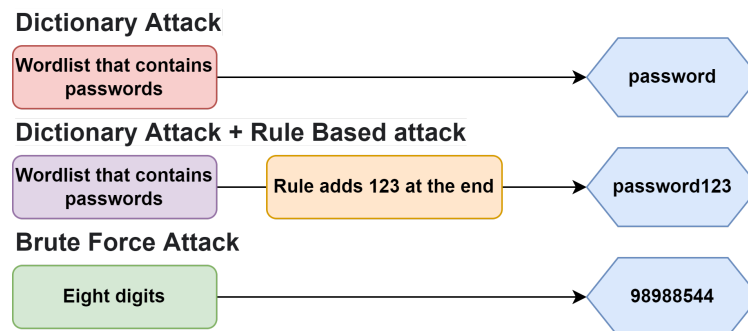 Dictionary Attack
Wordlist that contains
passwords
password
Dictionary Attack + Rule Based attack
Wordlist that contains
passwords
Rule adds 123 at the end
password123
Brute Force Attack
Eight digits
98988544